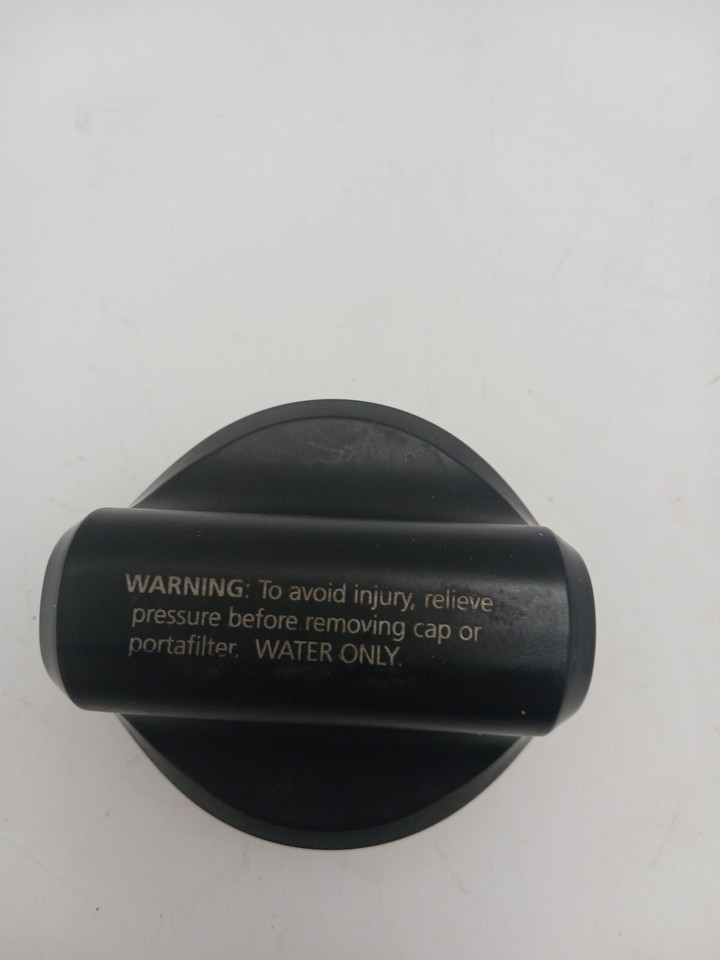 WARNING: To avoid injury, relieve
pressure before removing cap or
portafilter. WATER ONLY.